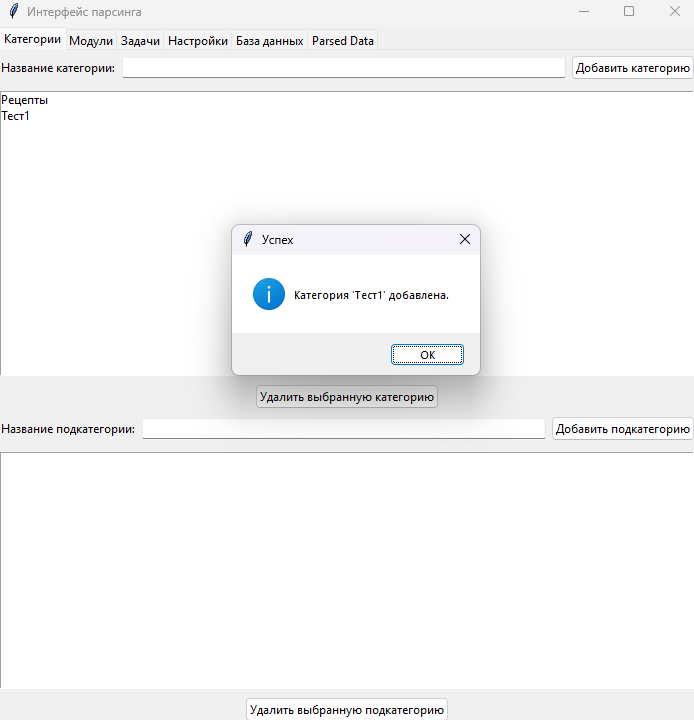 Интерфейс парсинга
Категории Модули Задачи Настройки База данных Parsed Data
Название категории: Добавить категорию
Рецепты
Тест1
Успех
Категория 'Тест1' добавлена.
OK
Удалить выбранную категорию
Название подкатегории: Добавить подкатегорию
Удалить выбранную подкатегорию